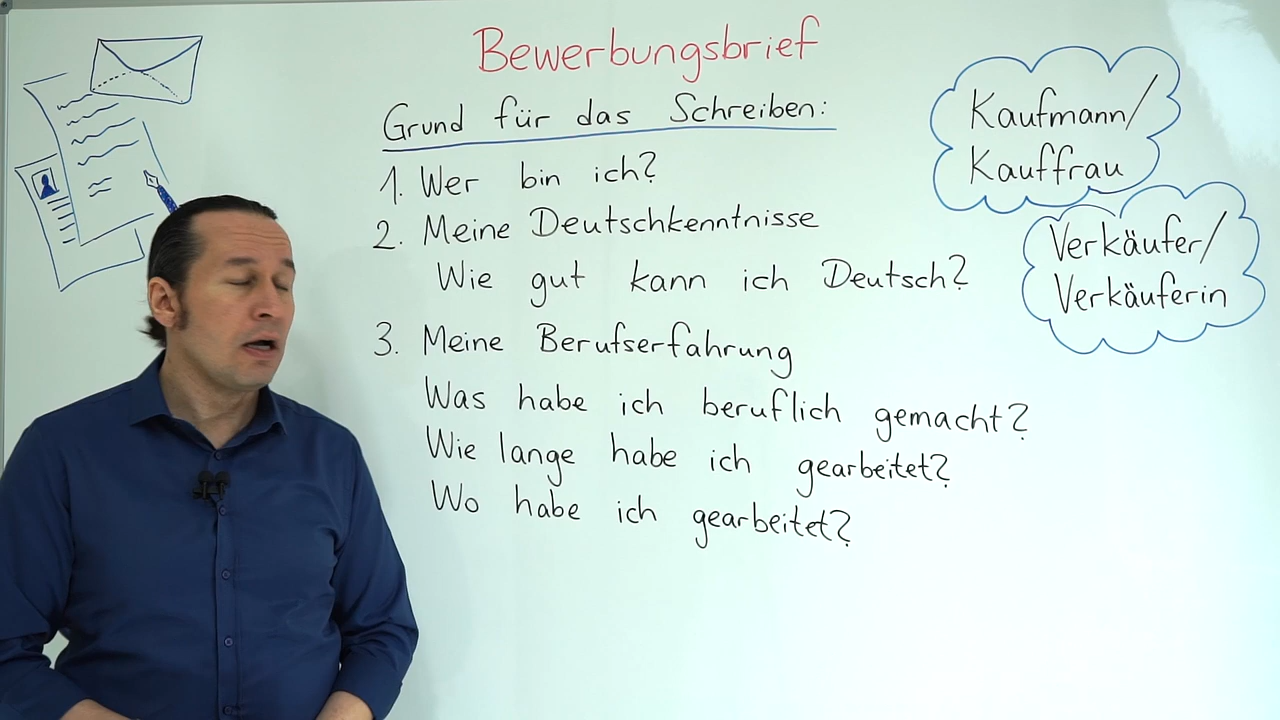 Bewerbungsbrief
Grund für das Schreiben:
1. Wer bin ich?
2. Meine Deutschkenntnisse
Wie gut kann ich Deutsch?
3. Meine Berufserfahrung
Was habe ich beruflich gemacht?
Wie lange habe ich gearbeitet?
Wo habe ich gearbeitet?
Kaufmann/
Kauffrau
Verkäufer/
Verkäuferin